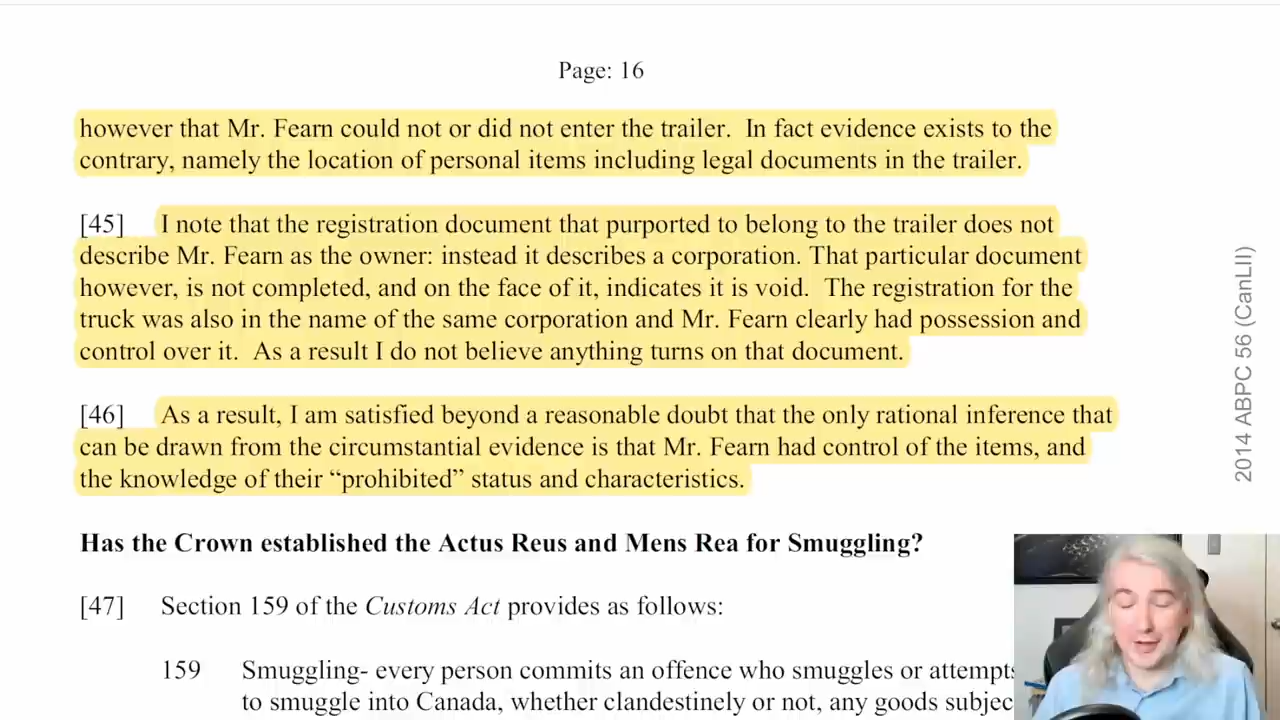 Page: 16
however that Mr. Fearn could not or did not enter the trailer. In fact evidence exists to the
contrary, namely the location of personal items including legal documents in the trailer.
[45] I note that the registration document that purported to belong to the trailer does not
describe Mr. Fearn as the owner: instead it describes a corporation. That particular document
however, is not completed, and on the face of it, indicates it is void. The registration for the
truck was also in the name of the same corporation and Mr. Fearn clearly had possession and
control over it. As a result I do not believe anything turns on that document.
[46] As a result, I am satisfied beyond a reasonable doubt that the only rational inference that
can be drawn from the circumstantial evidence is that Mr. Fearn had control of the items, and
the knowledge of their “prohibited” status and characteristics.
Has the Crown established the Actus Reus and Mens Rea for Smuggling?
[47] Section 159 of the Customs Act provides as follows:
159 Smuggling- every person commits an offence who smuggles or attempts
to smuggle into Canada, whether clandestinely or not, any goods subjec
2014 ABPC 56 (CanLII)